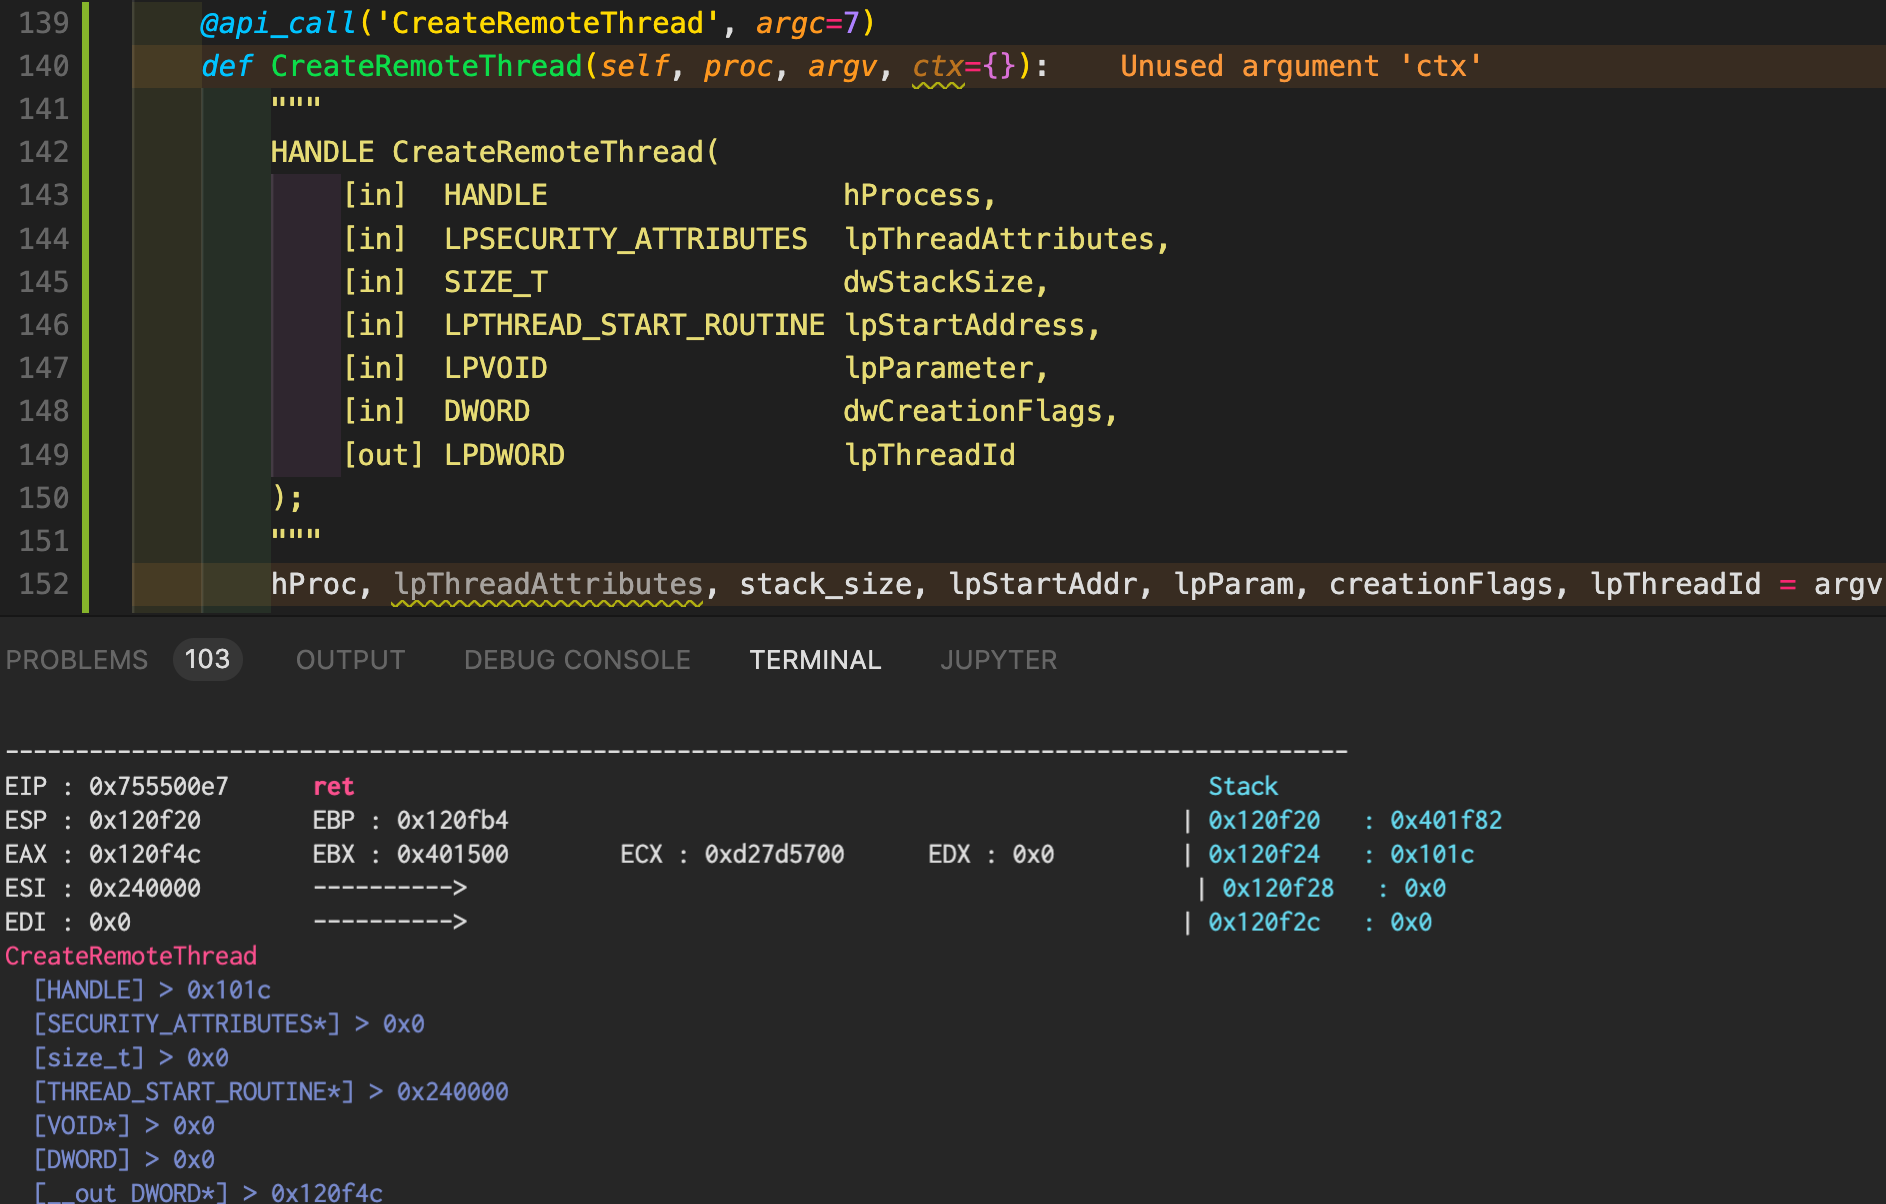 139 @api_call('CreateRemoteThread', argc=7)
140 def CreateRemoteThread(self, proc, argv, ctx={}): Unused argument 'ctx'
141 """
142 HANDLE CreateRemoteThread(
143 [in] HANDLE hProcess,
144 [in] LPSECURITY_ATTRIBUTES lpThreadAttributes,
145 [in] SIZE_T dwStackSize,
146 [in] LPTHREAD_START_ROUTINE lpStartAddress,
147 [in] LPVOID lpParameter,
148 [in] DWORD dwCreationFlags,
149 [out] LPDWORD lpThreadId
150 );
151 """
152 hProc, lpThreadAttributes, stack_size, lpStartAddr, lpParam, creationFlags, lpThreadId = argv
PROBLEMS 103 OUTPUT DEBUG CONSOLE TERMINAL JUPYTER
------------------------------------------------------------------------------------------------
EIP : 0x755500e7 ret Stack
ESP : 0x120f20 EBP : 0x120fb4 | 0x120f20 : 0x401f82
EAX : 0x120f4c EBX : 0x401500 ECX : 0xd27d5700 EDX : 0x0 | 0x120f24 : 0x101c
ESI : 0x240000 ----------> | 0x120f28 : 0x0
EDI : 0x0 ----------> | 0x120f2c : 0x0
CreateRemoteThread
[HANDLE] > 0x101c
[SECURITY_ATTRIBUTES*] > 0x0
[size_t] > 0x0
[THREAD_START_ROUTINE*] > 0x240000
[VOID*] > 0x0
[DWORD] > 0x0
[__out DWORD*] > 0x120f4c